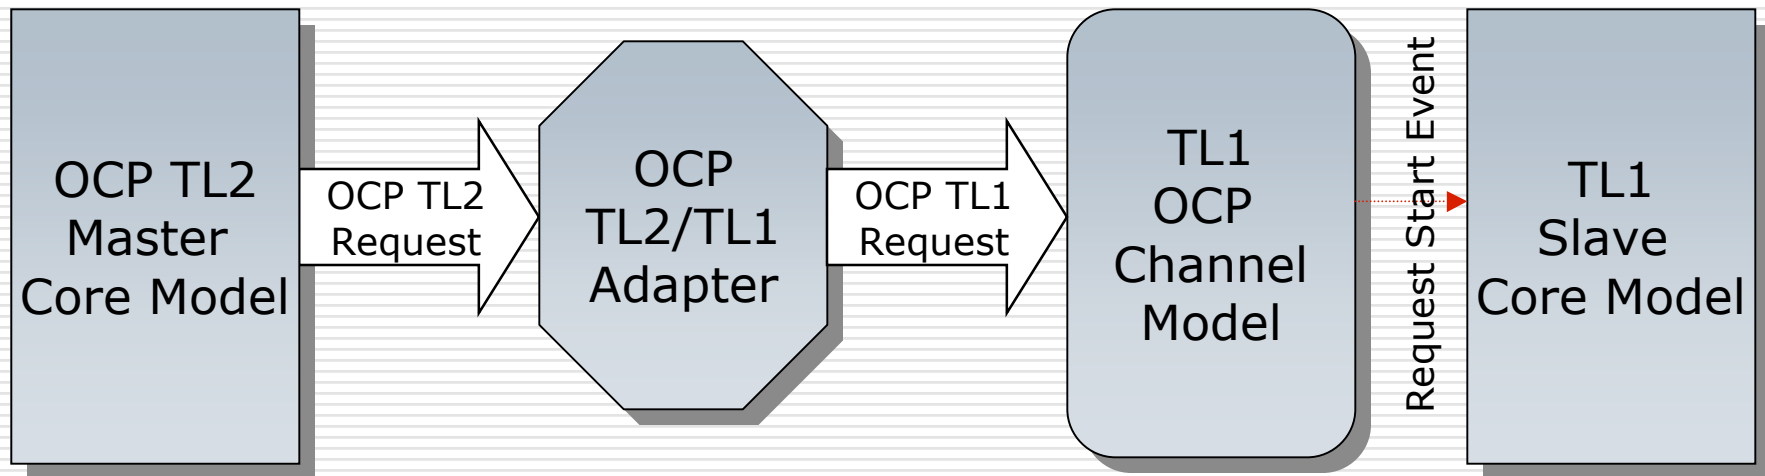 OCP TL2
Master
Core Model
OCP TL2
Request
OCP
TL2/TL1
Adapter
OCP TL1
Request
TL1
OCP
Channel
Model
Request Start Event
TL1
Slave
Core Model